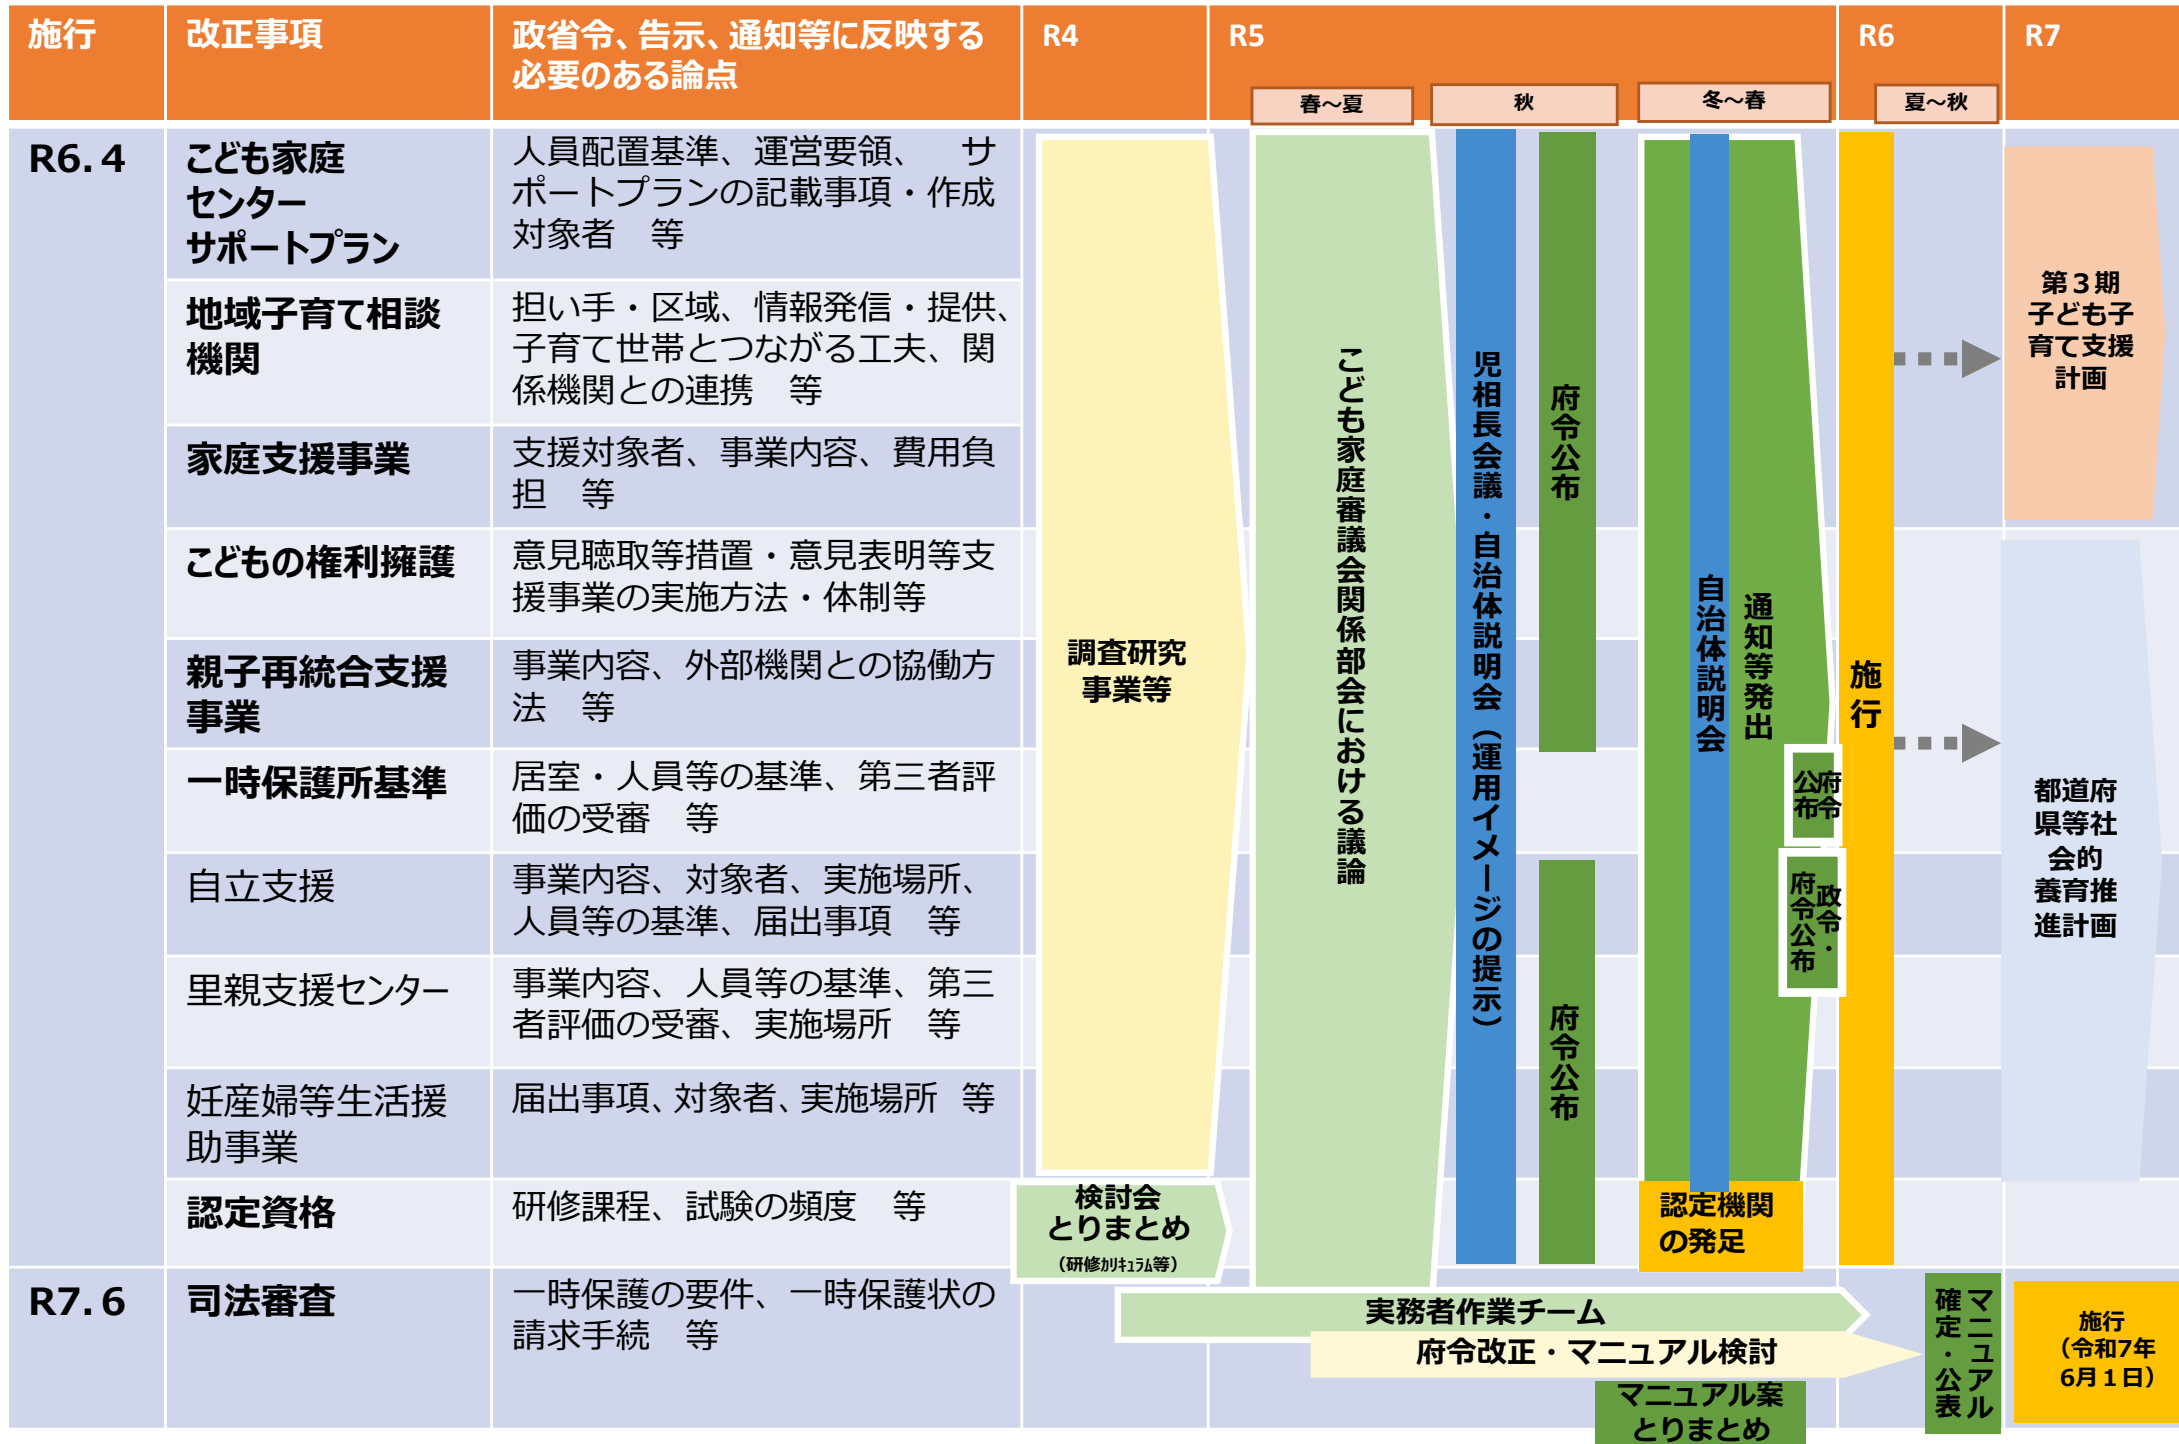 施行
改正事項
政省令、告示、通知等に反映する
必要のある論点
R4
R5
R6
R7
春～夏
秋
冬～春
夏～秋
R6.4
こども家庭
センター
サポートプラン
人員配置基準、運営要領、　サ
ポートプランの記載事項・作成
対象者　等
地域子育て相談
機関
担い手・区域、情報発信・提供、
子育て世帯とつながる工夫、関
係機関との連携　等
家庭支援事業
支援対象者、事業内容、費用負
担　等
こどもの権利擁護
意見聴取等措置・意見表明等支
援事業の実施方法・体制等
親子再統合支援
事業
事業内容、外部機関との協働方
法　等
一時保護所基準
居室・人員等の基準、第三者評
価の受審　等
自立支援
事業内容、対象者、実施場所、
人員等の基準、届出事項　等
里親支援センター
事業内容、人員等の基準、第三
者評価の受審、実施場所　等
妊産婦等生活援
助事業
届出事項、対象者、実施場所　等
認定資格
研修課程、試験の頻度　等
R7.6
司法審査
一時保護の要件、一時保護状の
請求手続　等
調査研究
事業等
検討会
とりまとめ
（研修ｶﾘｷｭﾗﾑ等）
こども家庭審議会関係部会における議論
児相長会議・自治体説明会（運用イメージの提示）
府令公布
府令公布
自治体説明会
通知等発出
府令
公布
政令・
府令公布
認定機関
の発足
施行
第３期
子ども子
育て支援
計画
都道府
県等社
会的
養育推
進計画
実務者作業チーム
府令改正・マニュアル検討
マニュアル案
とりまとめ
マニュアル
確定・公表
施行
（令和7年
6月１日）